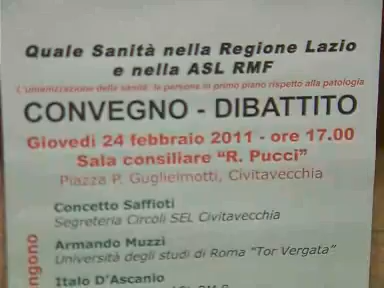 Quale Sanità nella Regione Lazio
e nella ASL RMF
L'umanizzazione della sanità: la persona in primo piano rispetto alla patologia
CONVEGNO - DIBATTITO
Giovedì 24 febbraio 2011 - ore 17.00
Sala consiliare “R. Pucci”
Piazza P. Guglielmotti, Civitavecchia
Concetto Saffioti
Segreteria Circoli SEL Civitavecchia
Armando Muzzi
Università degli studi di Roma “Tor Vergata”
Italo D'Ascanio